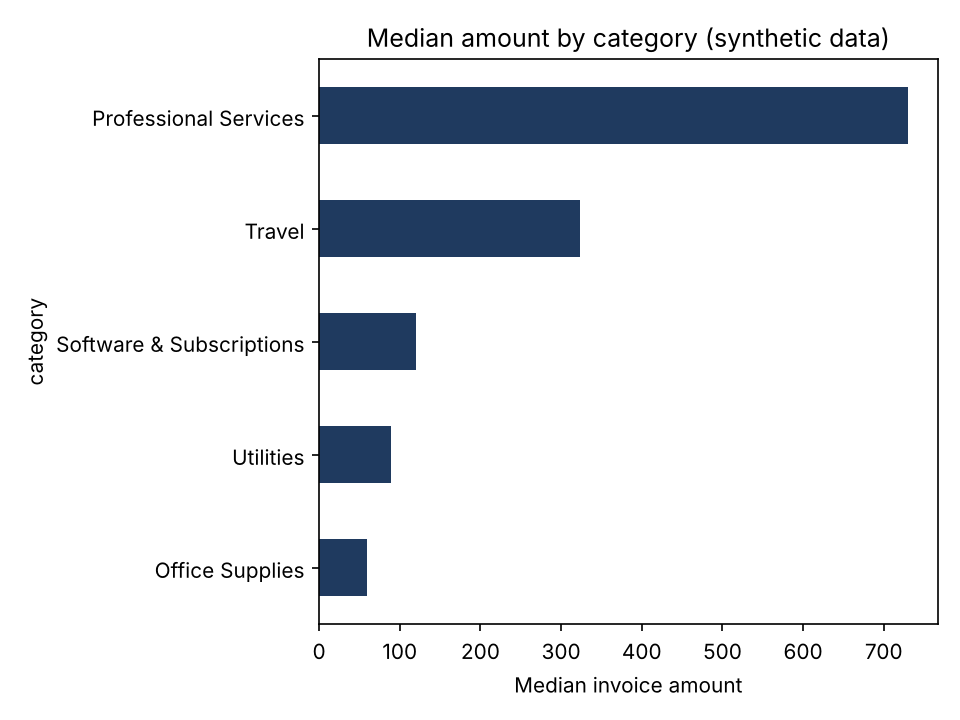 Median amount by category (synthetic data)
Professional Services
Travel
Software & Subscriptions
Utilities
Office Supplies
category
0 100 200 300 400 500 600 700
Median invoice amount